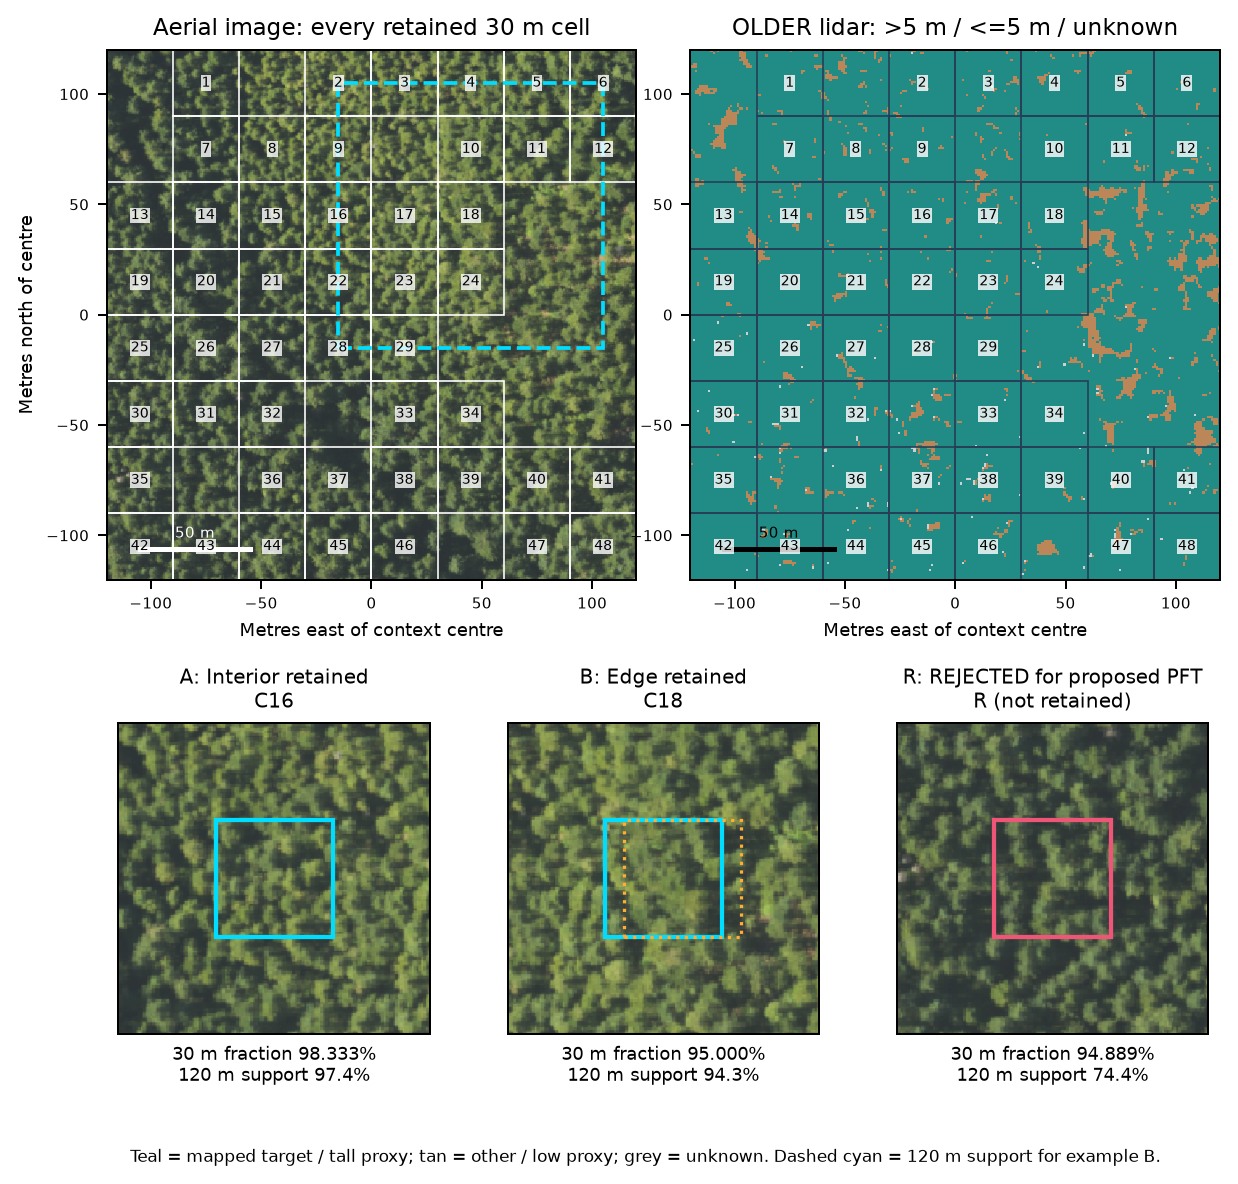 Aerial image: every retained 30 m cell
OLDER lidar: >5 m / <=5 m / unknown
Metres north of centre
100
50
0
−50
−100
1 2 3 4 5 6
7 8 9 10 11 12
13 14 15 16 17 18
19 20 21 22 23 24
25 26 27 28 29
30 31 32 33 34
35 36 37 38 39 40 41
42 43 44 45 46 47 48
50 m
−100 −50 0 50 100
Metres east of context centre
100
50
0
−50
−100
1 2 3 4 5 6
7 8 9 10 11 12
13 14 15 16 17 18
19 20 21 22 23 24
25 26 27 28 29
30 31 32 33 34
35 36 37 38 39 40 41
42 43 44 45 46 47 48
50 m
−100 −50 0 50 100
Metres east of context centre
A: Interior retained
C16
30 m fraction 98.333%
120 m support 97.4%
B: Edge retained
C18
30 m fraction 95.000%
120 m support 94.3%
R: REJECTED for proposed PFT
R (not retained)
30 m fraction 94.889%
120 m support 74.4%
Teal = mapped target / tall proxy; tan = other / low proxy; grey = unknown. Dashed cyan = 120 m support for example B.